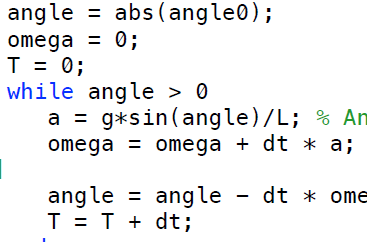 angle = abs(angle0);
omega = 0;
T = 0;
while angle > 0
a = g*sin(angle)/L; % An
omega = omega + dt * a;
angle = angle - dt * ome
T = T + dt;